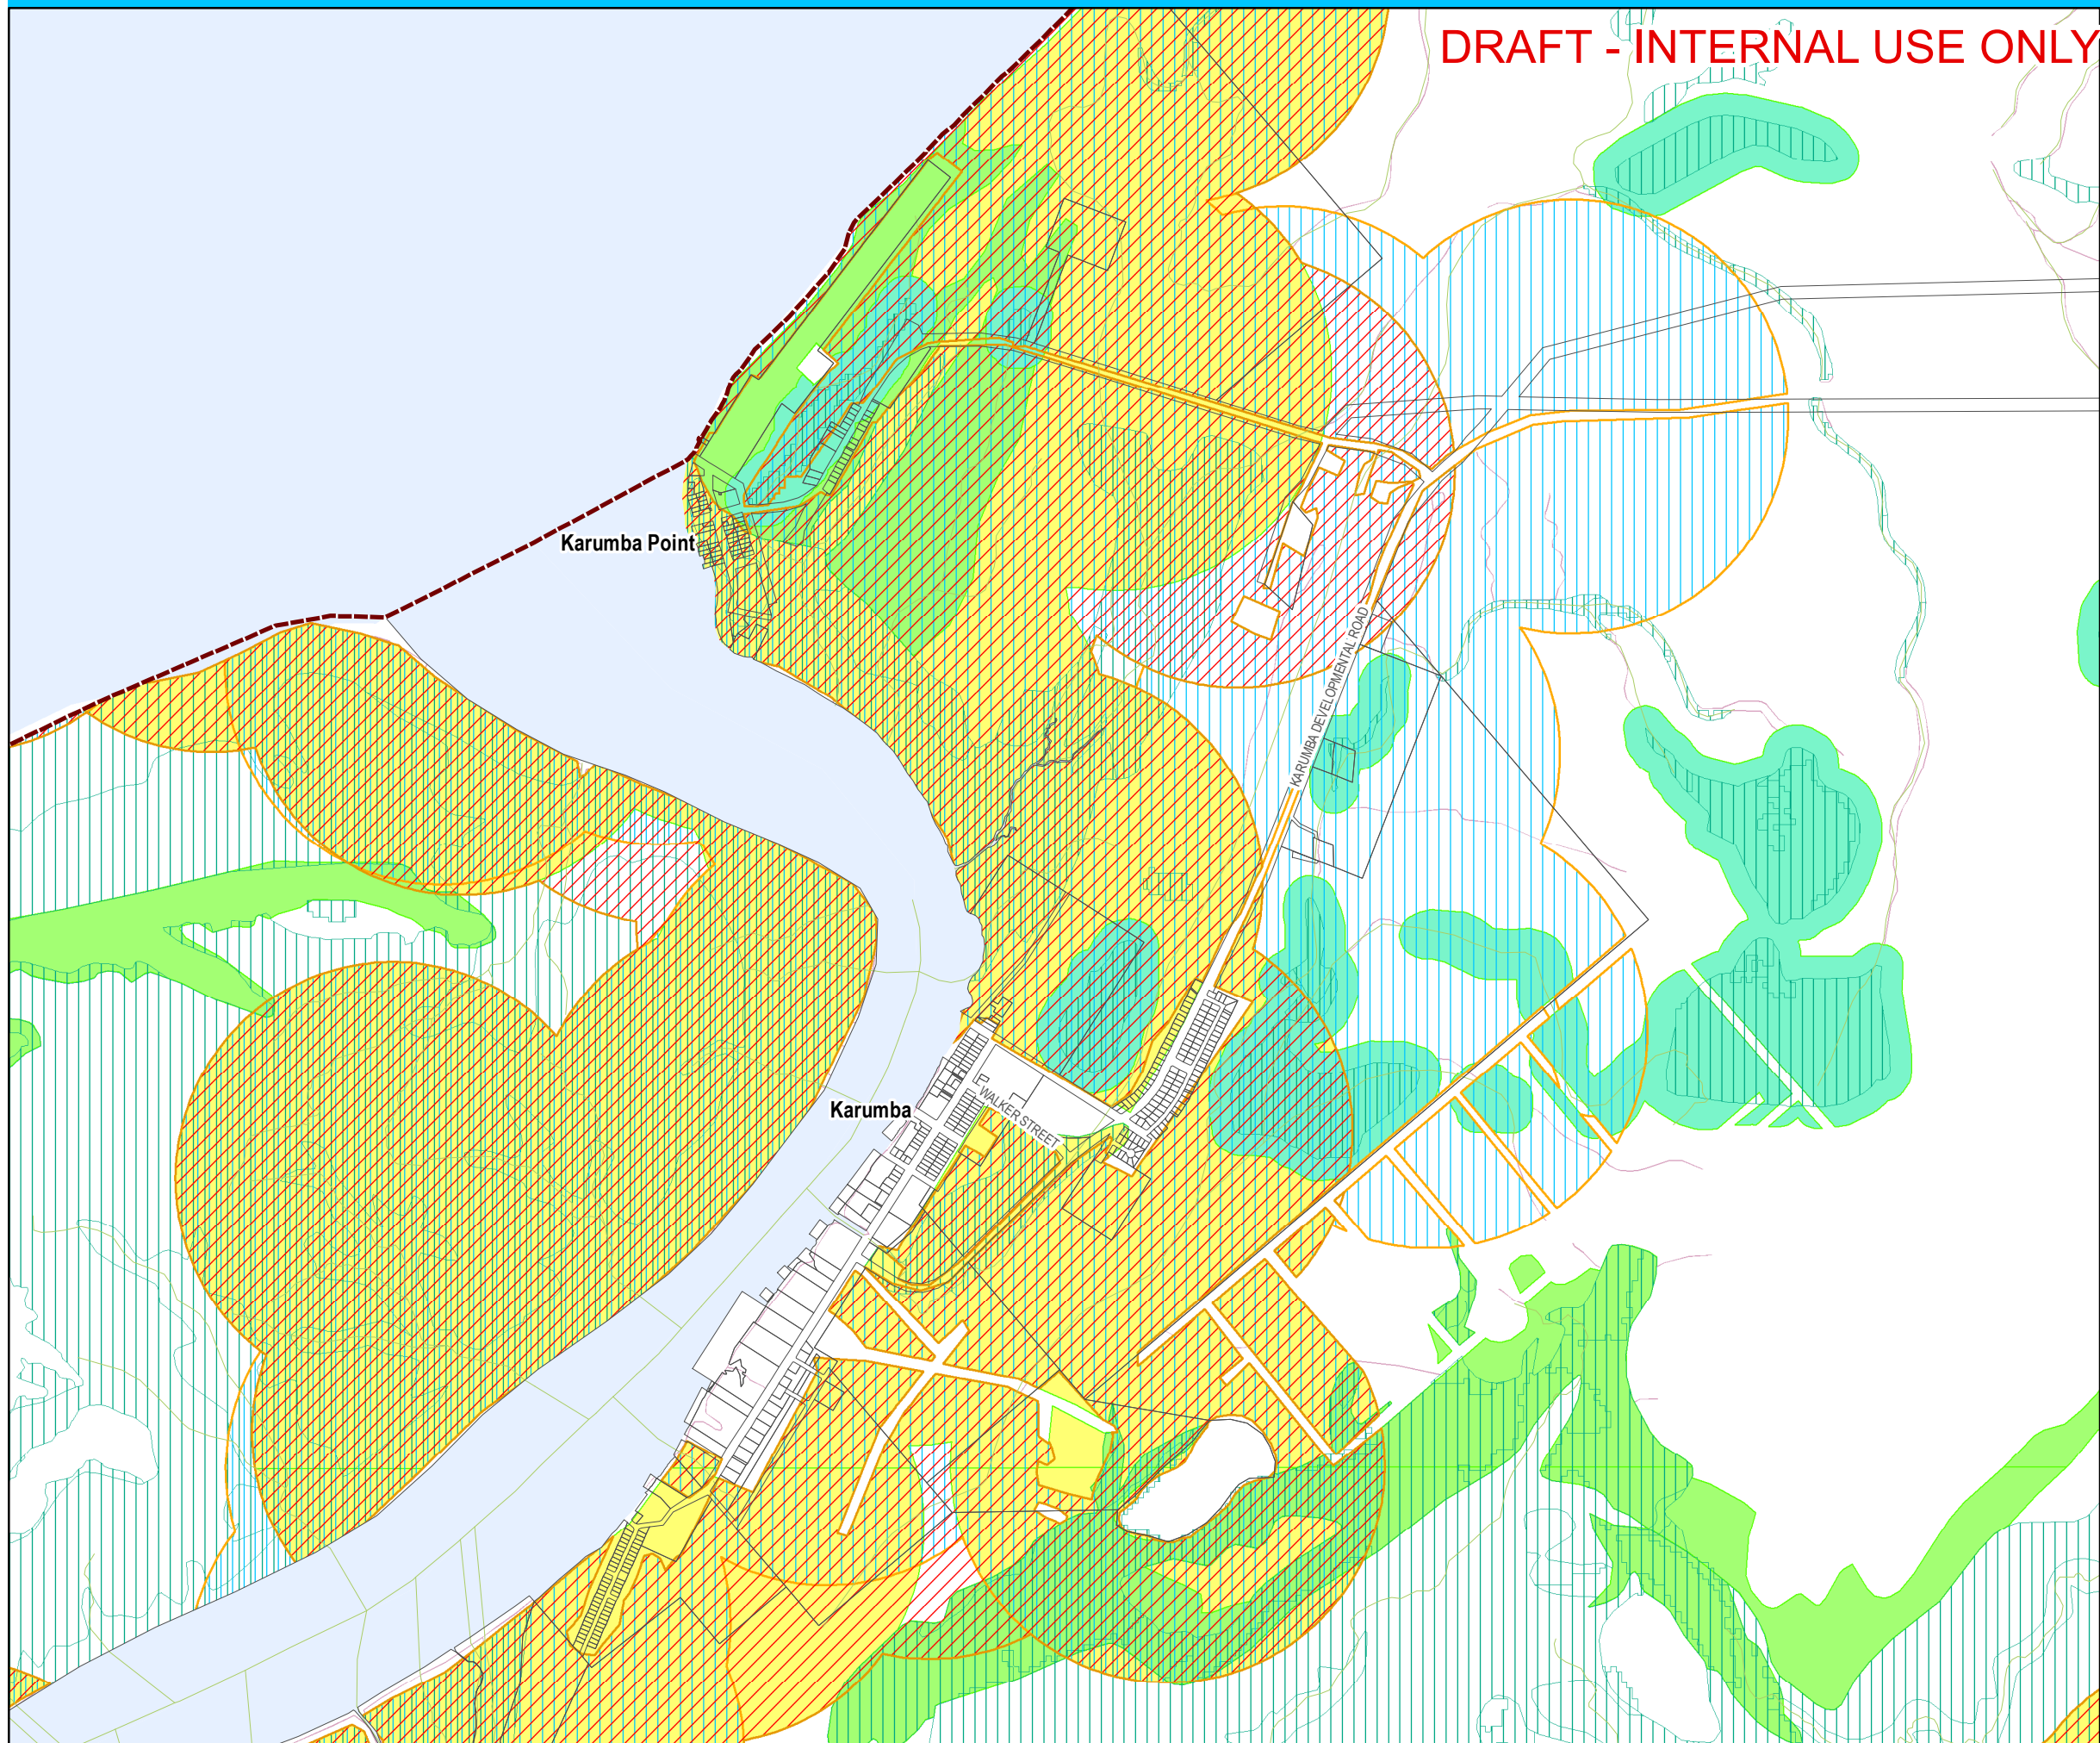 DRAFT - INTERNAL USE ONLY
Karumba Point
KARUMBA DEVELOPMENTAL ROAD
WALKER STREET
Karumba